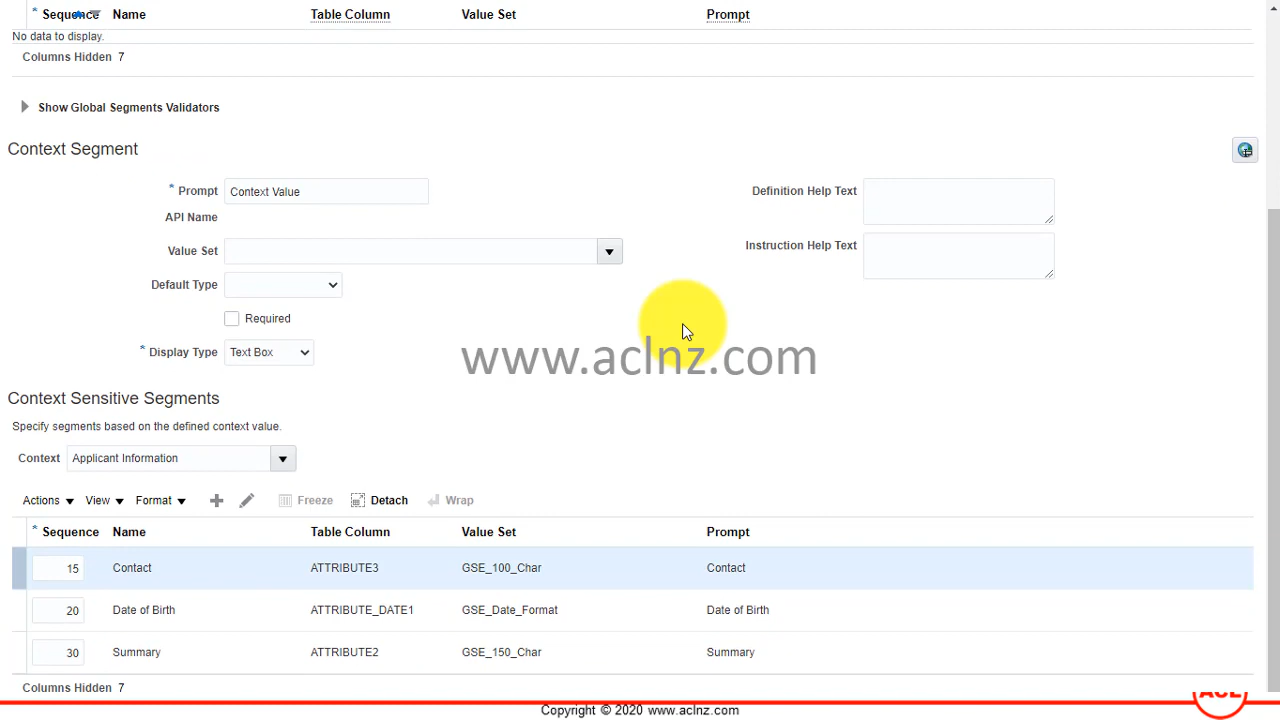 * Sequence Name Table Column Value Set Prompt
No data to display.
Columns Hidden 7
Show Global Segments Validators
Context Segment
* Prompt Context Value Definition Help Text
API Name
Value Set Instruction Help Text
Default Type
Required
* Display Type Text Box
www.aclnz.com
Context Sensitive Segments
Specify segments based on the defined context value.
Context Applicant Information
Actions View Format Freeze Detach Wrap
* Sequence Name Table Column Value Set Prompt
15 Contact ATTRIBUTE3 GSE_100_Char Contact
20 Date of Birth ATTRIBUTE_DATE1 GSE_Date_Format Date of Birth
30 Summary ATTRIBUTE2 GSE_150_Char Summary
Columns Hidden 7
ACL
Copyright © 2020 www.aclnz.com